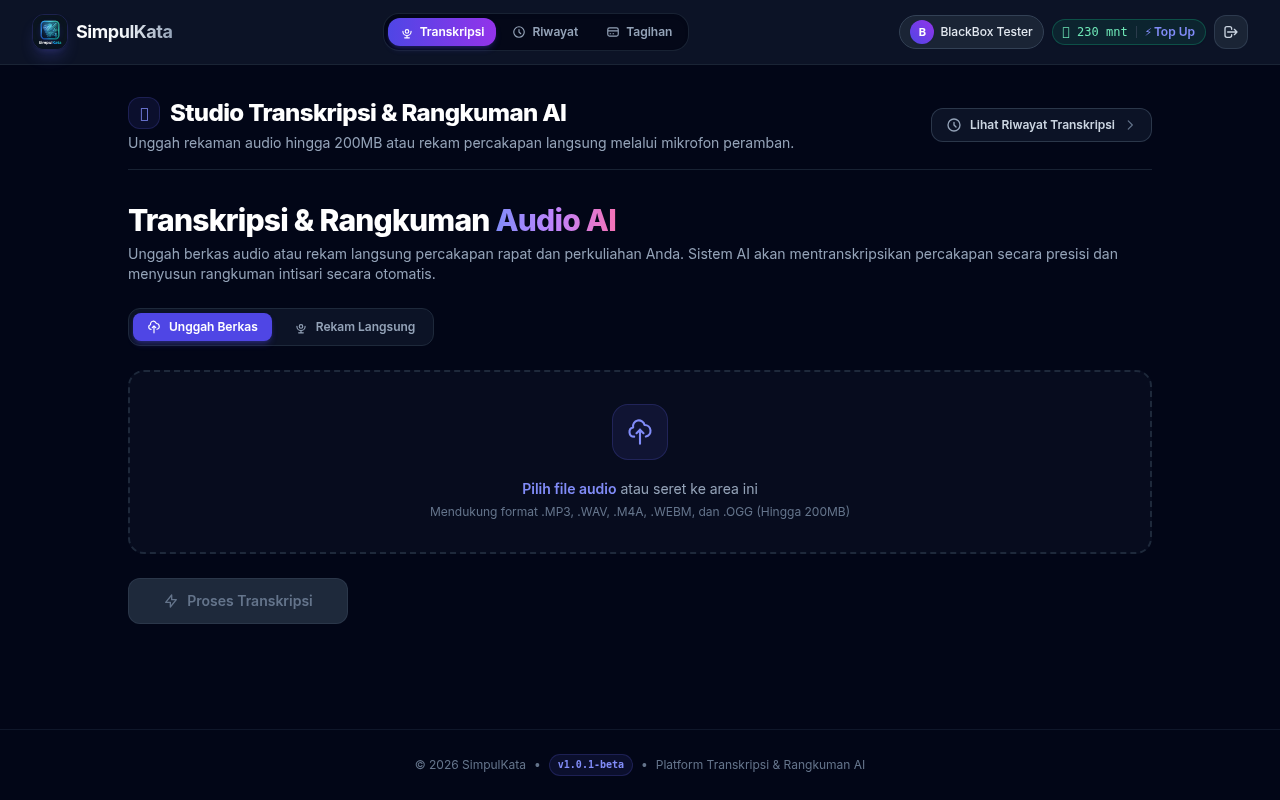 SimpulKata
Transkripsi
Riwayat
Tagihan
B
BlackBox Tester
230 mnt
Top Up
Studio Transkripsi & Rangkuman AI
Unggah rekaman audio hingga 200MB atau rekam percakapan langsung melalui mikrofon peramban.
Lihat Riwayat Transkripsi
Transkripsi & Rangkuman Audio AI
Unggah berkas audio atau rekam langsung percakapan rapat dan perkuliahan Anda. Sistem AI akan mentranskripsikan percakapan secara presisi dan
menyusun rangkuman intisari secara otomatis.
Unggah Berkas
Rekam Langsung
Pilih file audio atau seret ke area ini
Mendukung format .MP3, .WAV, .M4A, .WEBM, dan .OGG (Hingga 200MB)
Proses Transkripsi
© 2026 SimpulKata • v1.0.1-beta • Platform Transkripsi & Rangkuman AI